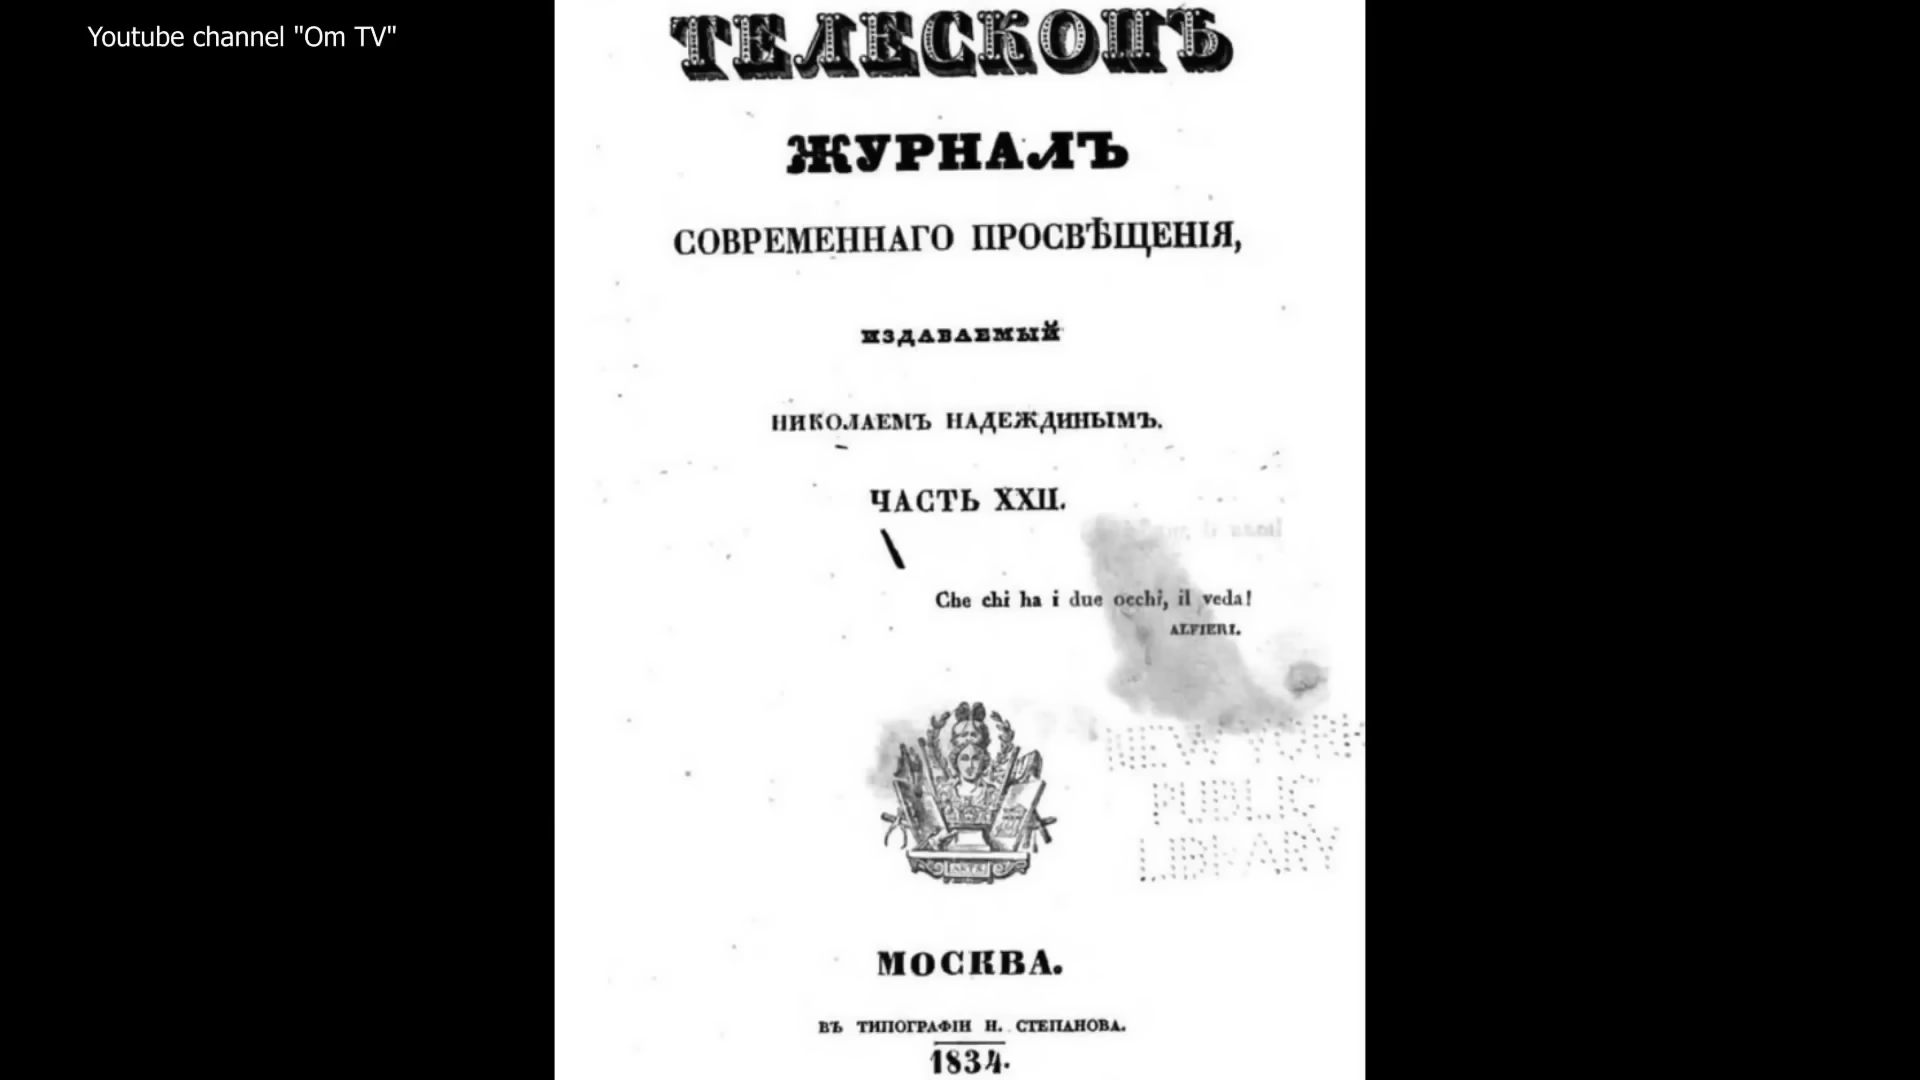 Youtube channel "Om TV"
ТЕЛЕСКОПЪ
ЖУРНАЛЪ
СОВРЕМЕННАГО ПРОСВѢЩЕНІЯ,
ИЗДАВАЕМЫЙ
НИКОЛАЕМЪ НАДЕЖДИНЫМЪ.
ЧАСТЬ XXII.
Che chi ha i due occhi, il veda!
ALFIERI.
NEW YORK
PUBLIC
LIBRARY
МОСКВА.
ВЪ ТИПОГРАФІИ Н. СТЕПАНОВА.
1834.